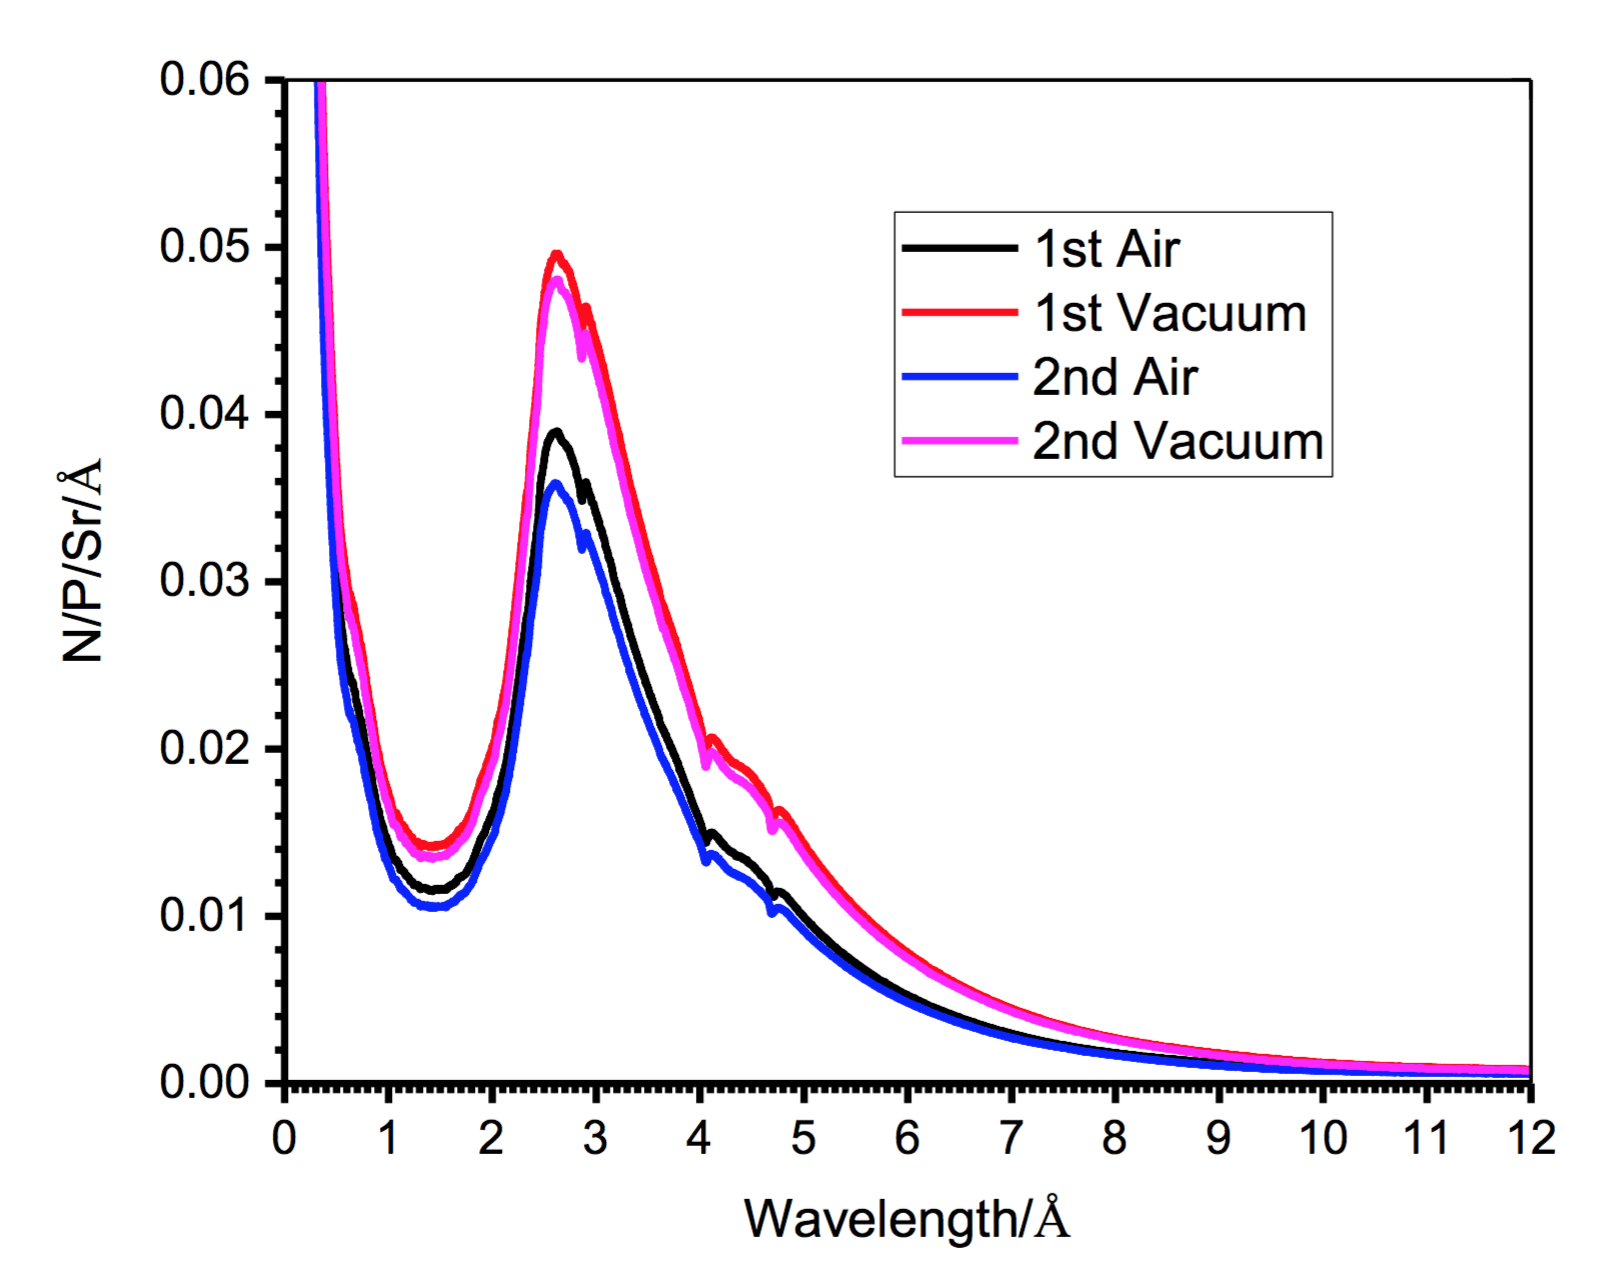 0.06
0.05
0.04
0.03
0.02
0.01
0.00
N/P/Sr/Å
1st Air
1st Vacuum
2nd Air
2nd Vacuum
0 1 2 3 4 5 6 7 8 9 10 11 12
Wavelength/Å